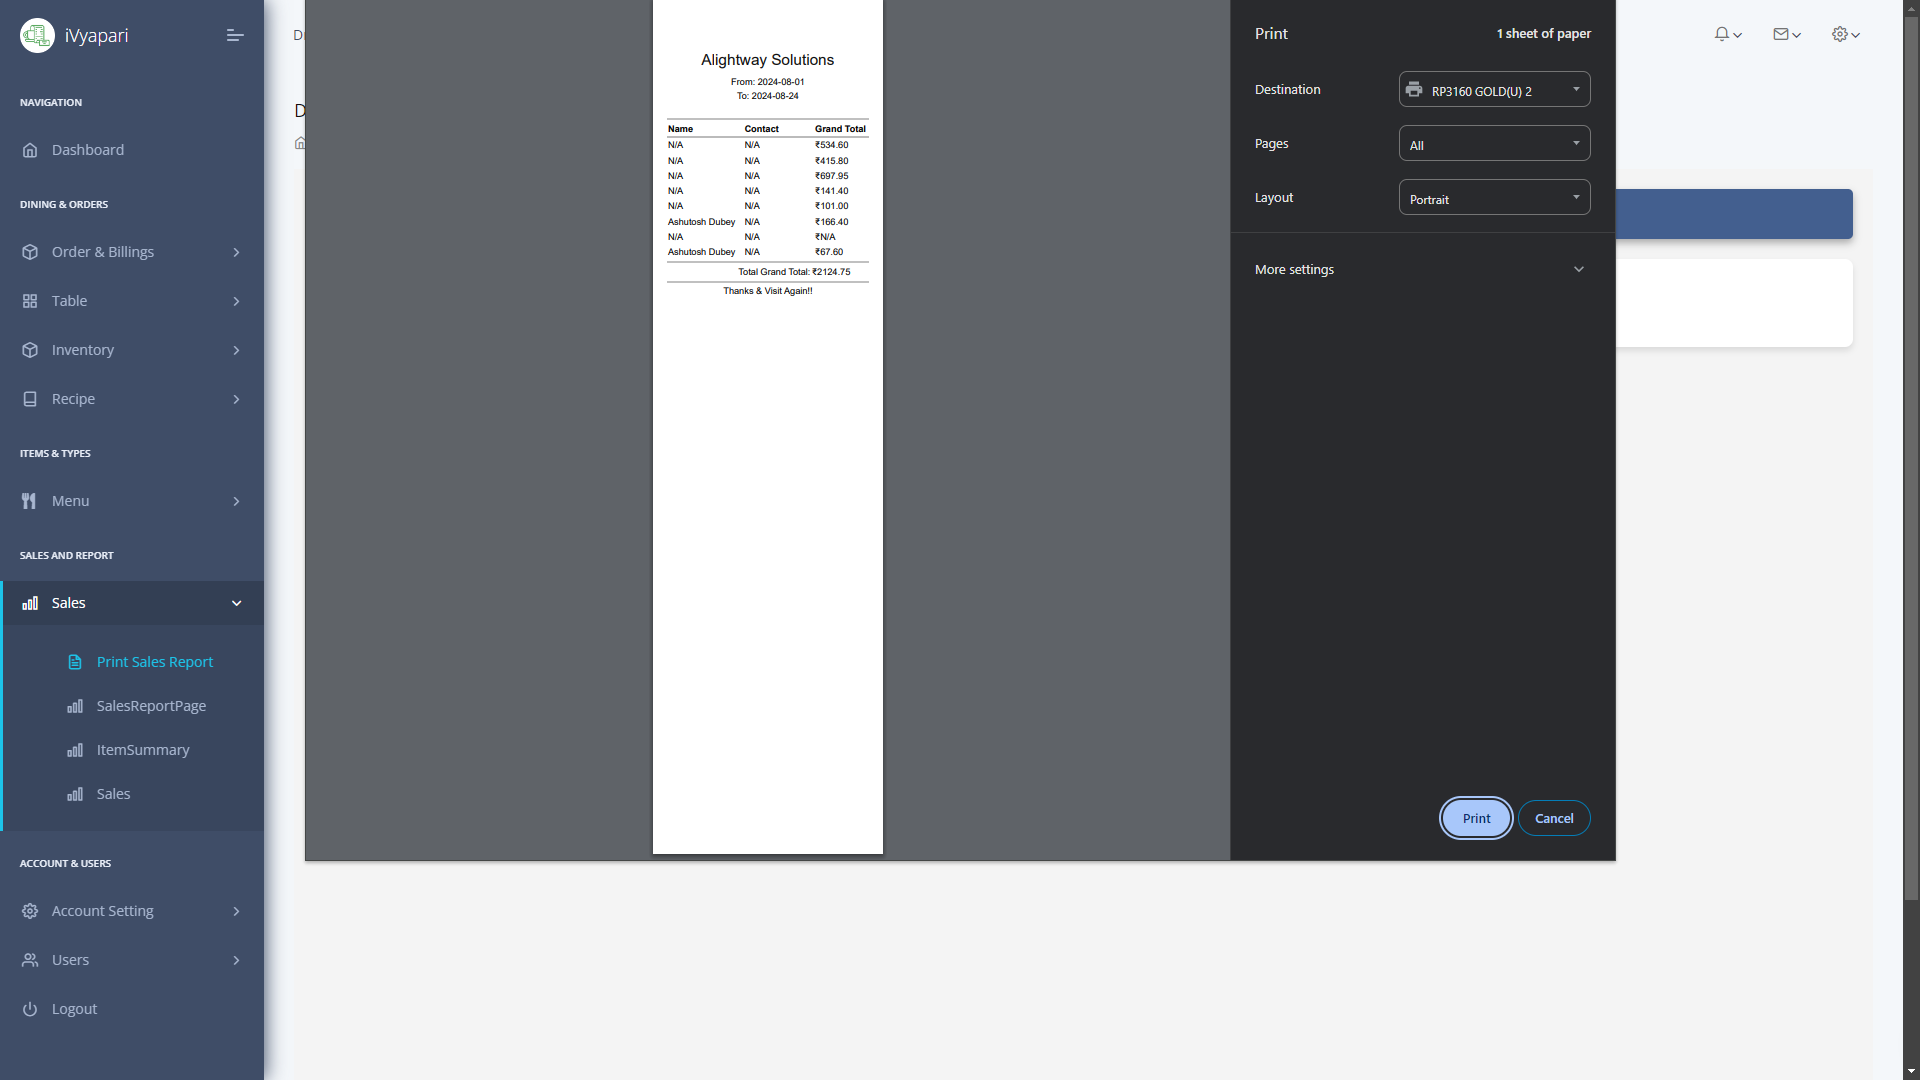 iVyapari
NAVIGATION
Dashboard
DINING & ORDERS
Order & Billings
Table
Inventory
Recipe
ITEMS & TYPES
Menu
SALES AND REPORT
Sales
Print Sales Report
SalesReportPage
ItemSummary
Sales
ACCOUNT & USERS
Account Setting
Users
Logout
Alightway Solutions
From: 2024-08-01
To: 2024-08-24
Name Contact Grand Total
N/A N/A ₹534.60
N/A N/A ₹415.80
N/A N/A ₹697.95
N/A N/A ₹141.40
N/A N/A ₹101.00
Ashutosh Dubey N/A ₹166.40
N/A N/A ₹N/A
Ashutosh Dubey N/A ₹67.60
Total Grand Total: ₹2124.75
Thanks & Visit Again!!
Print 1 sheet of paper
Destination RP3160 GOLD(U) 2
Pages All
Layout Portrait
More settings
Print Cancel